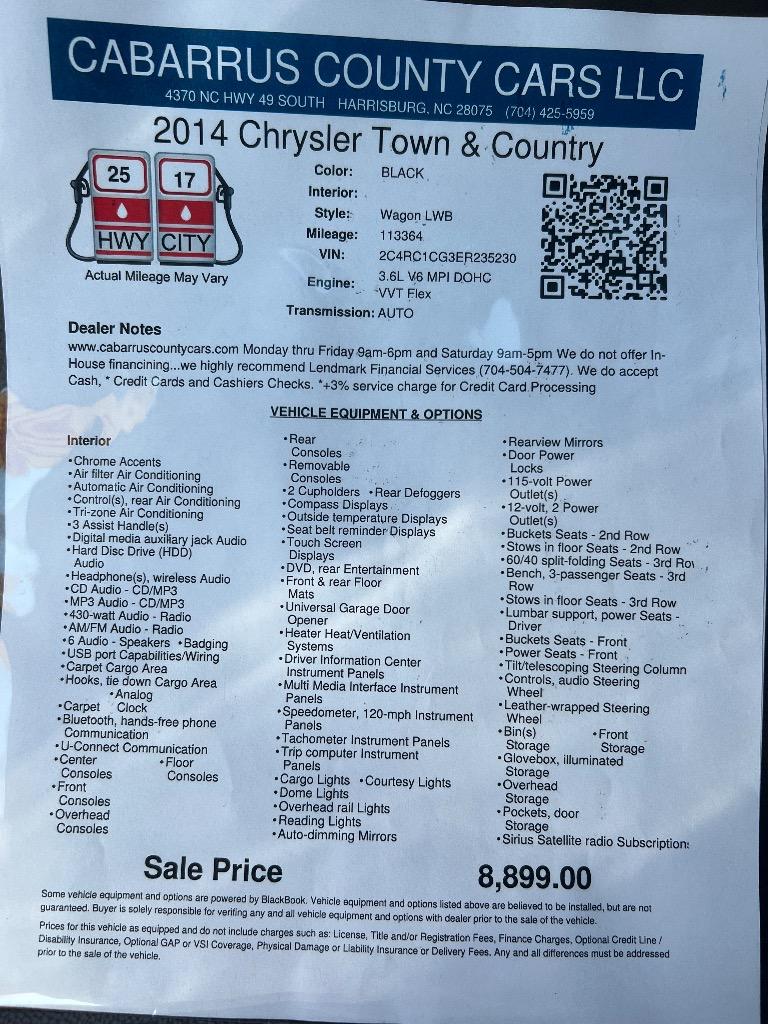 CABARRUS COUNTY CARS LLC
4370 NC HWY 49 SOUTH HARRISBURG, NC 28075 (704) 425-5959
2014 Chrysler Town & Country
25 17
HWY CITY
Actual Mileage May Vary
Color: BLACK
Interior:
Style: Wagon LWB
Mileage: 113364
VIN: 2C4RC1CG3ER235230
Engine: 3.6L V6 MPI DOHC
VVT Flex
Transmission: AUTO
Dealer Notes
www.cabarruscountycars.com Monday thru Friday 9am-6pm and Saturday 9am-5pm We do not offer In-
House financining...we highly recommend Lendmark Financial Services (704-504-7477). We do accept
Cash, * Credit Cards and Cashiers Checks. *+3% service charge for Credit Card Processing
VEHICLE EQUIPMENT & OPTIONS
Interior
•Chrome Accents
•Air filter Air Conditioning
•Automatic Air Conditioning
•Control(s), rear Air Conditioning
•Tri-zone Air Conditioning
•3 Assist Handle(s)
•Digital media auxiliary jack Audio
•Hard Disc Drive (HDD)
Audio
•Headphone(s), wireless Audio
•CD Audio - CD/MP3
•MP3 Audio - CD/MP3
•430-watt Audio - Radio
•AM/FM Audio - Radio
•6 Audio - Speakers •Badging
•USB port Capabilities/Wiring
•Carpet Cargo Area
•Hooks, tie down Cargo Area
•Analog
•Carpet Clock
•Bluetooth, hands-free phone
Communication
•U-Connect Communication
•Center •Floor
Consoles Consoles
•Front
Consoles
•Overhead
Consoles
•Rear
Consoles
•Removable
Consoles
•2 Cupholders •Rear Defoggers
•Compass Displays
•Outside temperature Displays
•Seat belt reminder Displays
•Touch Screen
Displays
•DVD, rear Entertainment
•Front & rear Floor
Mats
•Universal Garage Door
Opener
•Heater Heat/Ventilation
Systems
•Driver Information Center
Instrument Panels
•Multi Media Interface Instrument
Panels
•Speedometer, 120-mph Instrument
Panels
•Tachometer Instrument Panels
•Trip computer Instrument
Panels
•Cargo Lights •Courtesy Lights
•Dome Lights
•Overhead rail Lights
•Reading Lights
•Auto-dimming Mirrors
•Rearview Mirrors
•Door Power
Locks
•115-volt Power
Outlet(s)
•12-volt, 2 Power
Outlet(s)
•Buckets Seats - 2nd Row
•Stows in floor Seats - 2nd Row
•60/40 split-folding Seats - 3rd Row
•Bench, 3-passenger Seats - 3rd
Row
•Stows in floor Seats - 3rd Row
•Lumbar support, power Seats -
Driver
•Buckets Seats - Front
•Power Seats - Front
•Tilt/telescoping Steering Column
•Controls, audio Steering
Wheel
•Leather-wrapped Steering
Wheel
•Bin(s) •Front
Storage Storage
•Glovebox, illuminated
Storage
•Overhead
Storage
•Pockets, door
Storage
•Sirius Satellite radio Subscriptions
Sale Price 8,899.00
Some vehicle equipment and options are powered by BlackBook. Vehicle equipment and options listed above are believed to be installed, but are not
guaranteed. Buyer is solely responsible for verifing any and all vehicle equipment and options with dealer prior to the sale of the vehicle.
Prices for this vehicle as equipped and do not include charges such as: License, Title and/or Registration Fees, Finance Charges, Optional Credit Line /
Disability Insurance, Optional GAP or VSI Coverage, Physical Damage or Liability Insurance or Delivery Fees. Any and all differences must be addressed
prior to the sale of the vehicle.